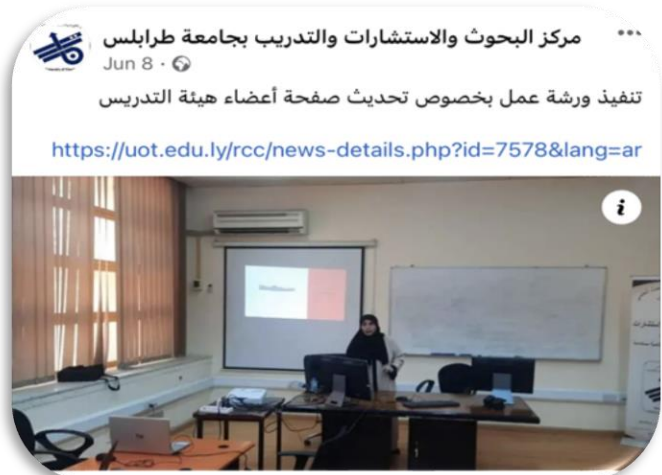 مركز البحوث والاستشارات والتدريب بجامعة طرابلس
Jun 8 ·
تنفيذ ورشة عمل بخصوص تحديث صفحة أعضاء هيئة التدريس
https://uot.edu.ly/rcc/news-details.php?id=7578&lang=ar